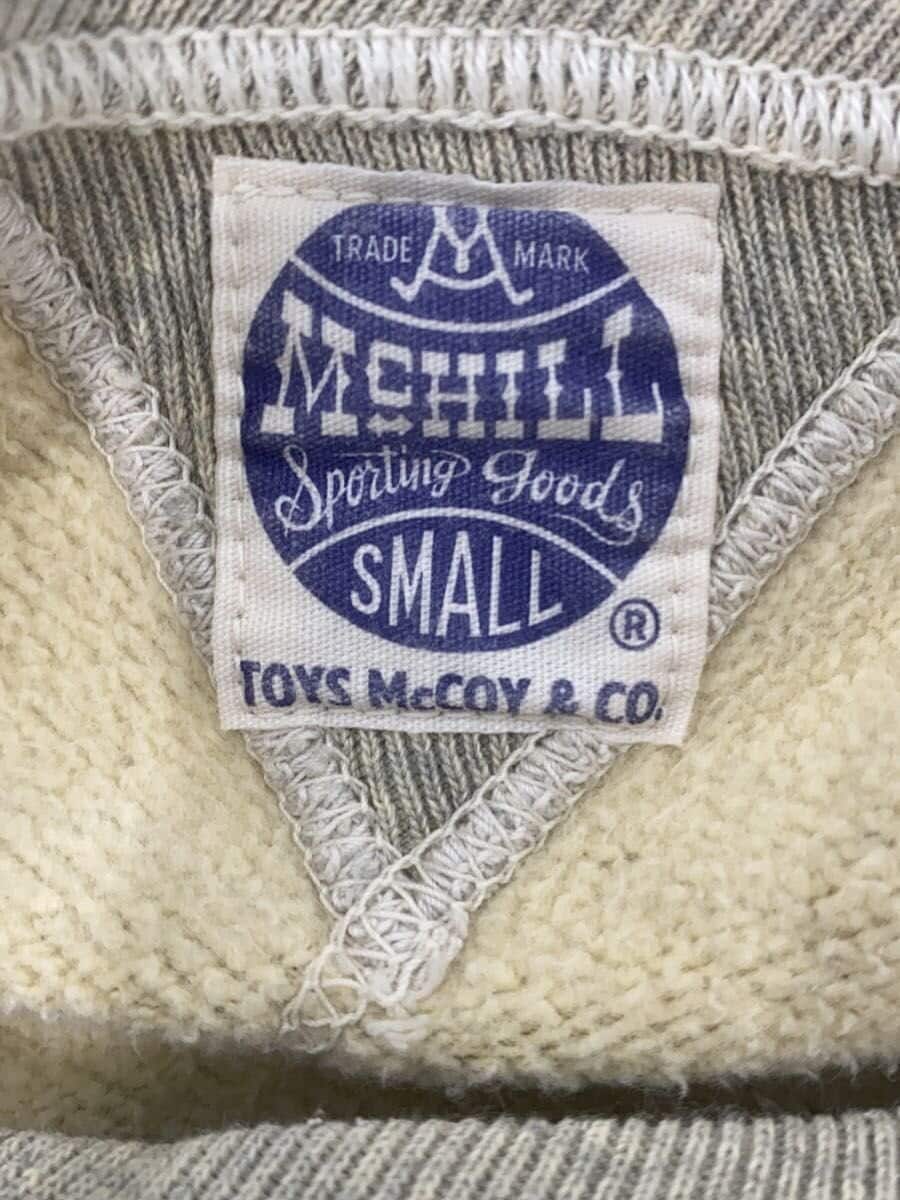 TRADE MARK
McHILL
Sporting Goods
SMALL
®
TOYS McCOY & CO.